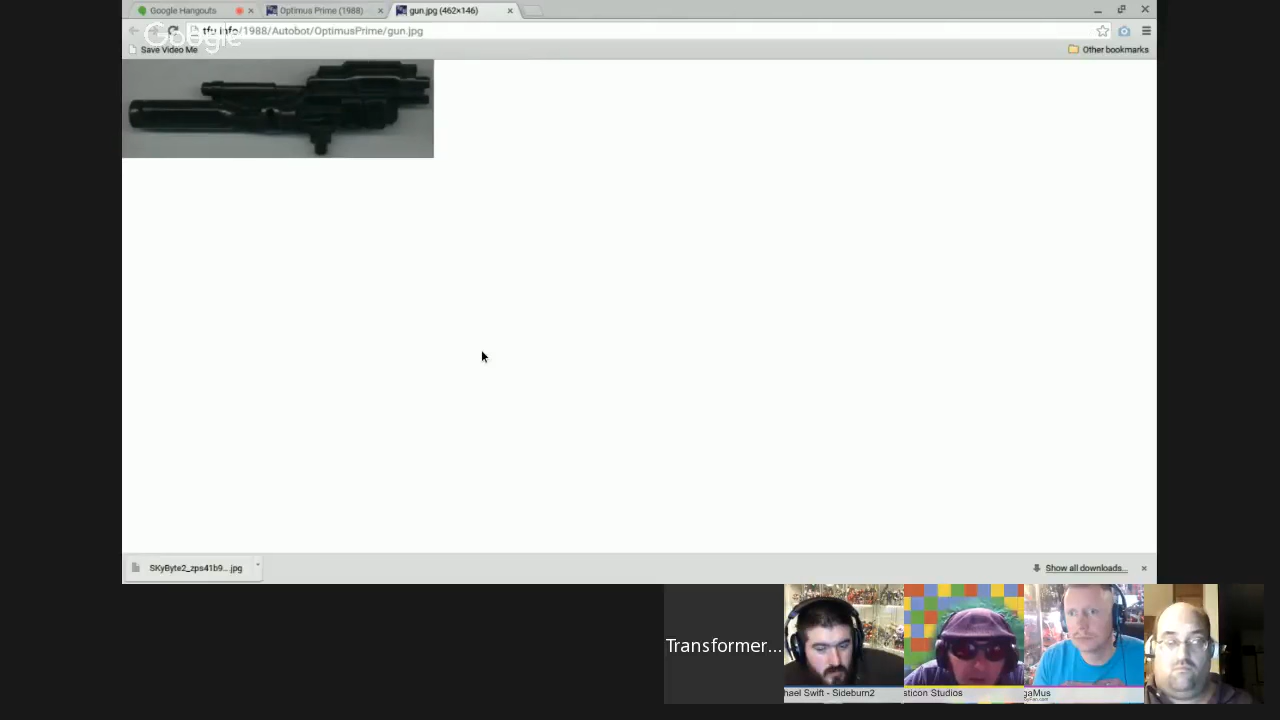 Google Hangouts
Optimus Prime (1988)
gun.jpg (462×146)
tfu.info/1988/Autobot/OptimusPrime/gun.jpg
Google
Save Video Me
Other bookmarks
SKyByte2_zps41b9....jpg
Show all downloads...
Transformer...
hael Swift - Sideburn2
sticon Studios
gaMus